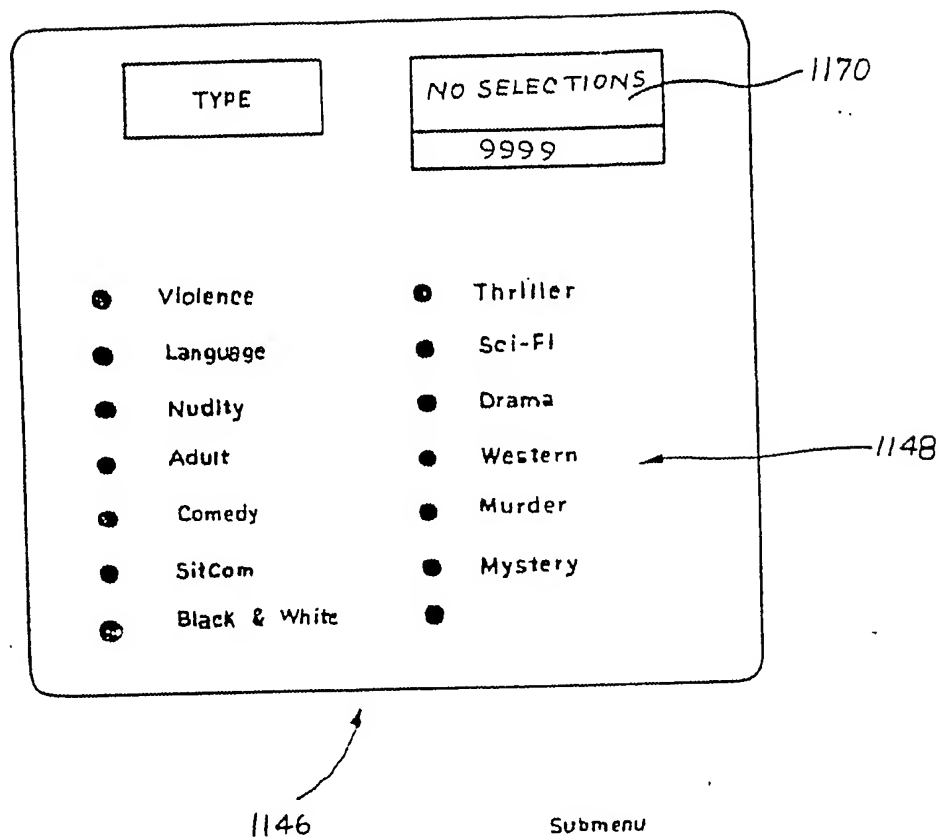 TYPE
NO SELECTIONS
9999
1170
Violence
Language
Nudity
Adult
Comedy
SitCom
Black & White
Thriller
Sci-Fi
Drama
Western
Murder
Mystery
1148
1146
Submenu